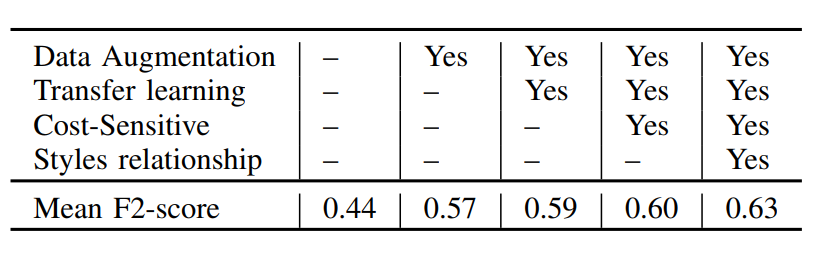 Data Augmentation – Yes Yes Yes Yes
Transfer learning – – Yes Yes Yes
Cost-Sensitive – – – Yes Yes
Styles relationship – – – – Yes
Mean F2-score 0.44 0.57 0.59 0.60 0.63